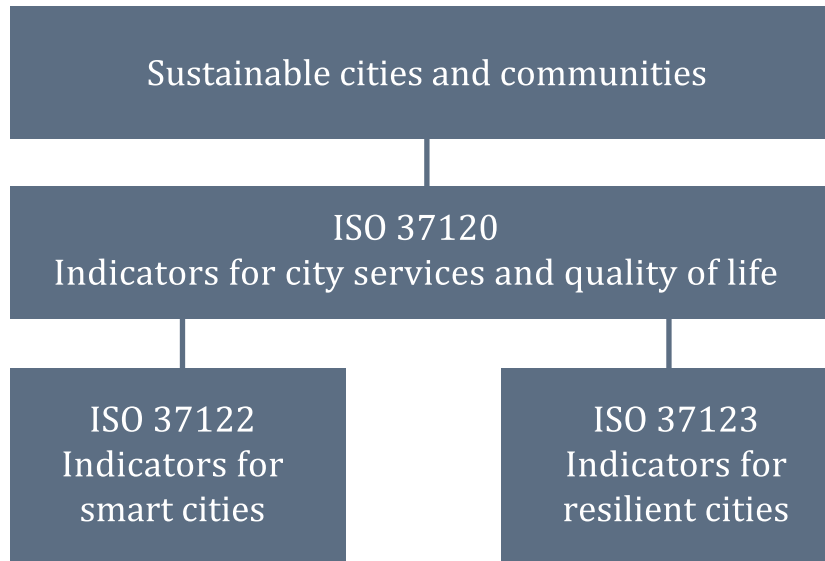 Sustainable cities and communities
ISO 37120
Indicators for city services and quality of life
ISO 37122
Indicators for
smart cities
ISO 37123
Indicators for
resilient cities